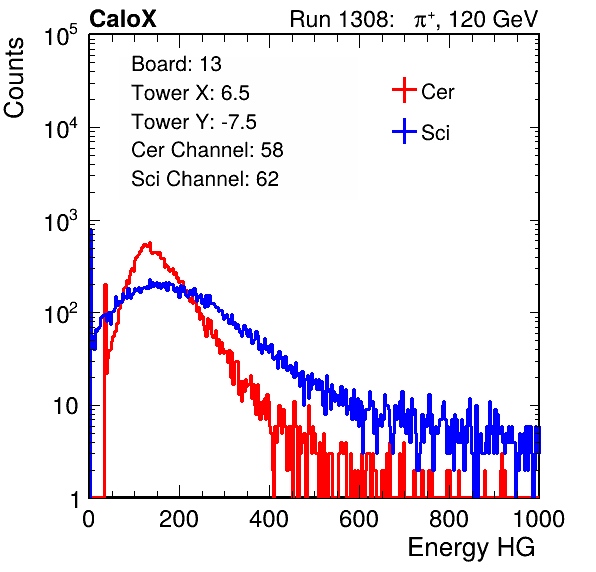 CaloX Run 1308: π⁺, 120 GeV
Counts
Board: 13
Tower X: 6.5
Tower Y: -7.5
Cer Channel: 58
Sci Channel: 62
Cer
Sci
10⁵
10⁴
10³
10²
10
1
0 200 400 600 800 1000
Energy HG